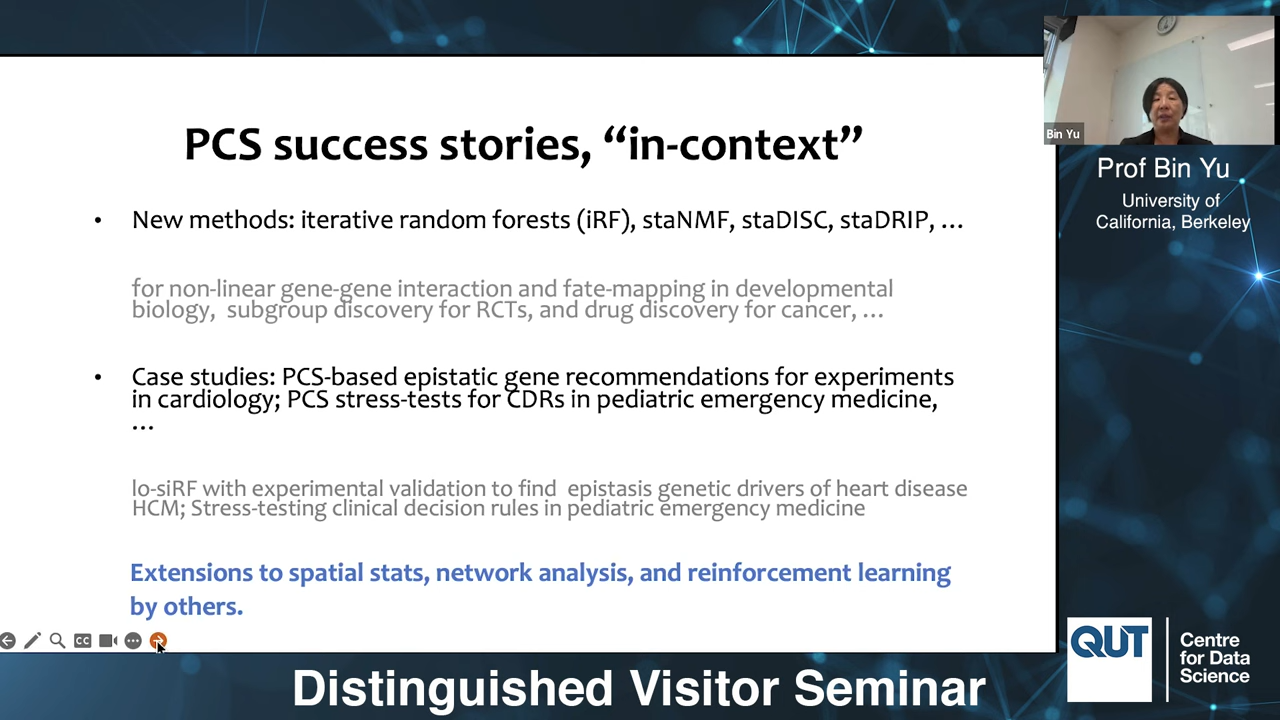 PCS success stories, “in-context”
• New methods: iterative random forests (iRF), staNMF, staDISC, staDRIP, …
for non-linear gene-gene interaction and fate-mapping in developmental
biology,  subgroup discovery for RCTs, and drug discovery for cancer, …
• Case studies: PCS-based epistatic gene recommendations for experiments
in cardiology; PCS stress-tests for CDRs in pediatric emergency medicine,
…
lo-siRF with experimental validation to find  epistasis genetic drivers of heart disease
HCM; Stress-testing clinical decision rules in pediatric emergency medicine
Extensions to spatial stats, network analysis, and reinforcement learning
by others.
CC
Bin Yu
Prof Bin Yu
University of
California, Berkeley
QUT
Centre
for Data
Science
Distinguished Visitor Seminar